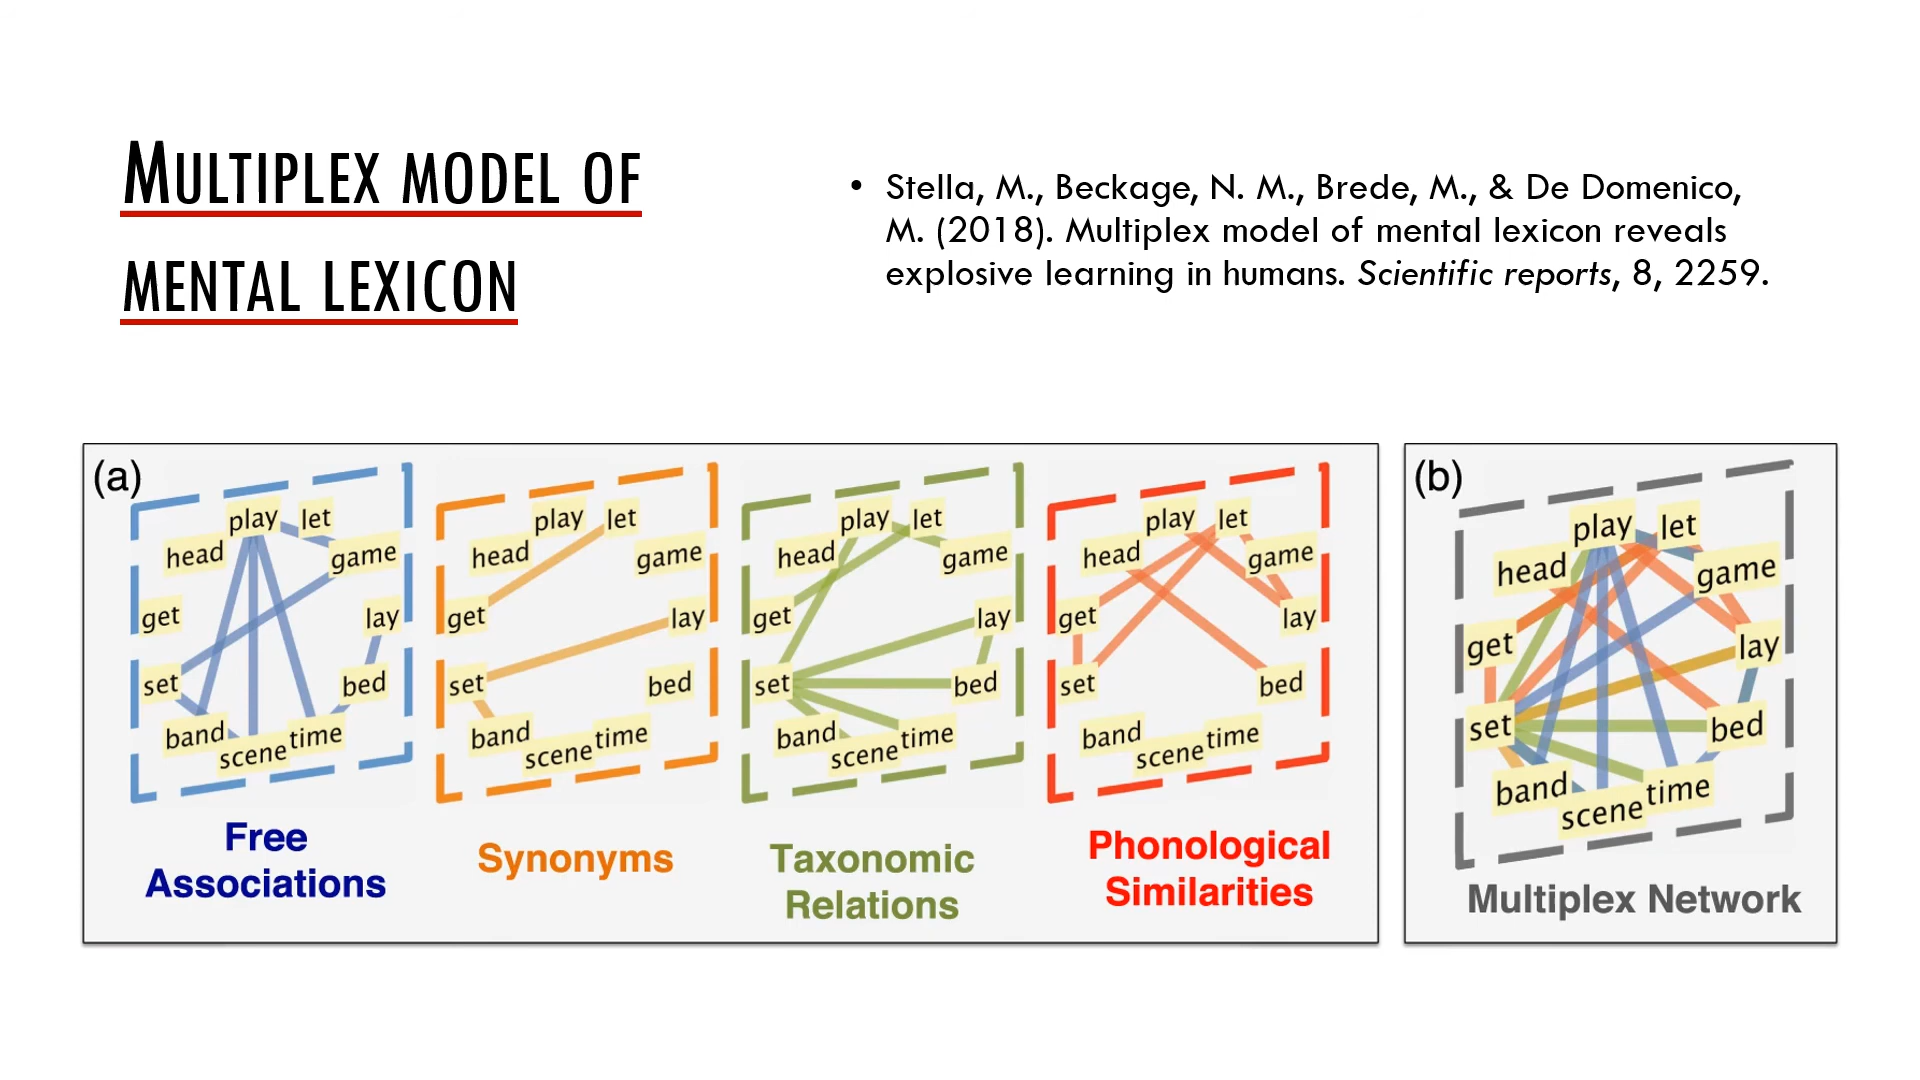 MULTIPLEX MODEL OF
MENTAL LEXICON
• Stella, M., Beckage, N. M., Brede, M., & De Domenico,
M. (2018). Multiplex model of mental lexicon reveals
explosive learning in humans. Scientific reports, 8, 2259.
(a)
play let
head game
get lay
set bed
band scene time
Free
Associations
play let
head game
get lay
set bed
band scene time
Synonyms
play let
head game
get lay
set bed
band scene time
Taxonomic
Relations
play let
head game
get lay
set bed
band scene time
Phonological
Similarities
(b)
play let
head game
get lay
set bed
band scene time
Multiplex Network